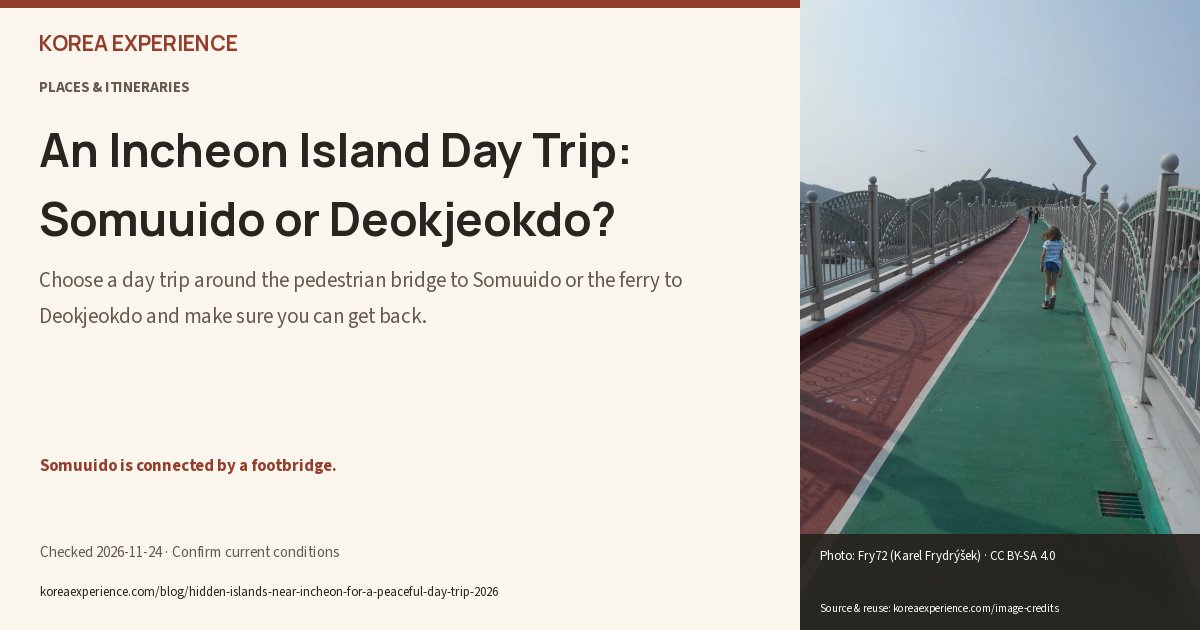 KOREA EXPERIENCE
PLACES & ITINERARIES
An Incheon Island Day Trip:
Somuuido or Deokjeokdo?
Choose a day trip around the pedestrian bridge to Somuuido or the ferry to
Deokjeokdo and make sure you can get back.
Somuuido is connected by a footbridge.
Checked 2026-11-24 · Confirm current conditions
koreaexperience.com/blog/hidden-islands-near-incheon-for-a-peaceful-day-trip-2026
Photo: Fry72 (Karel Frydrýšek) · CC BY-SA 4.0
Source & reuse: koreaexperience.com/image-credits